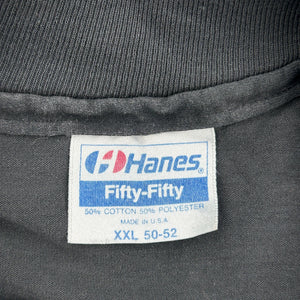 Hanes
Fifty-Fifty
50% COTTON.50% POLYESTER
MADE IN U.S.A.
XXL 50-52